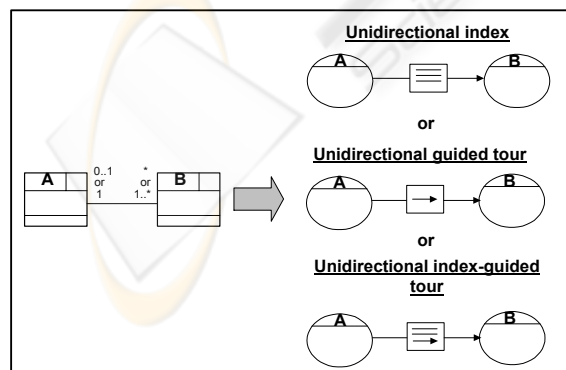 A
0..1
or
1
*
or
1..*
B
Unidirectional index
A
B
or
Unidirectional guided tour
A
B
or
Unidirectional index-guided
tour
A
B